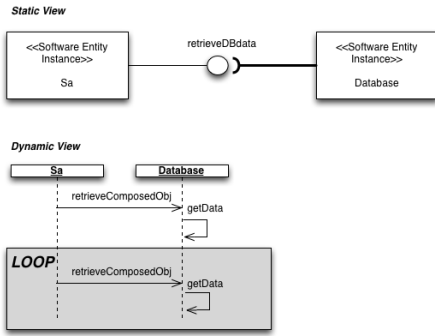 Static View
retrieveDBdata
<<Software Entity
Instance>>
Sa
<<Software Entity
Instance>>
Database
Dynamic View
Sa
Database
retrieveComposedObj
getData
LOOP
retrieveComposedObj
getData